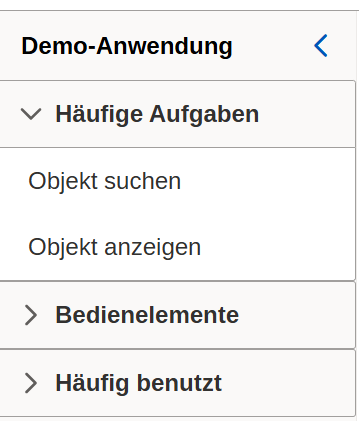 Demo-Anwendung
Häufige Aufgaben
Objekt suchen
Objekt anzeigen
Bedienelemente
Häufig benutzt